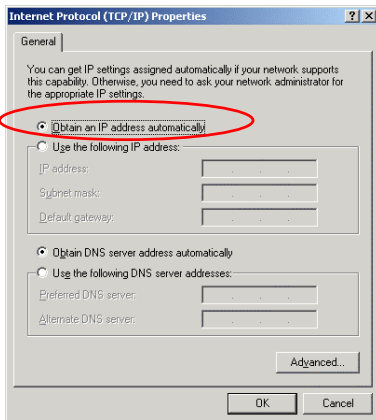 Internet Protocol (TCP/IP) Properties
General
You can get IP settings assigned automatically if your network supports
this capability. Otherwise, you need to ask your network administrator for
the appropriate IP settings.
Obtain an IP address automatically
Use the following IP address:
IP address:
Subnet mask:
Default gateway:
Obtain DNS server address automatically
Use the following DNS server addresses:
Preferred DNS server:
Alternate DNS server:
Advanced...
OK Cancel